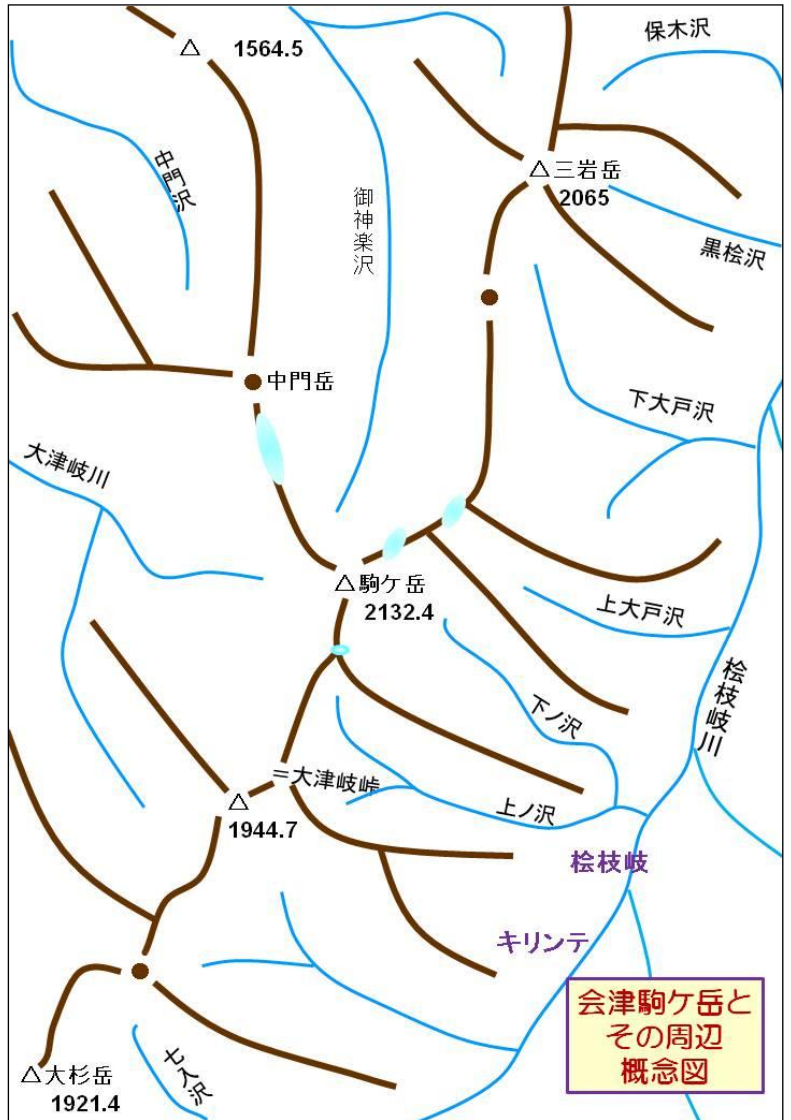 1564.5
保木沢
中門沢
三岩岳
2065
御神楽沢
黒桧沢
中門岳
下大戸沢
大津岐川
駒ケ岳
2132.4
上大戸沢
桧枝岐川
下ノ沢
=大津岐峠
上ノ沢
1944.7
桧枝岐
キリンテ
会津駒ケ岳と
その周辺
概念図
七入沢
大杉岳
1921.4